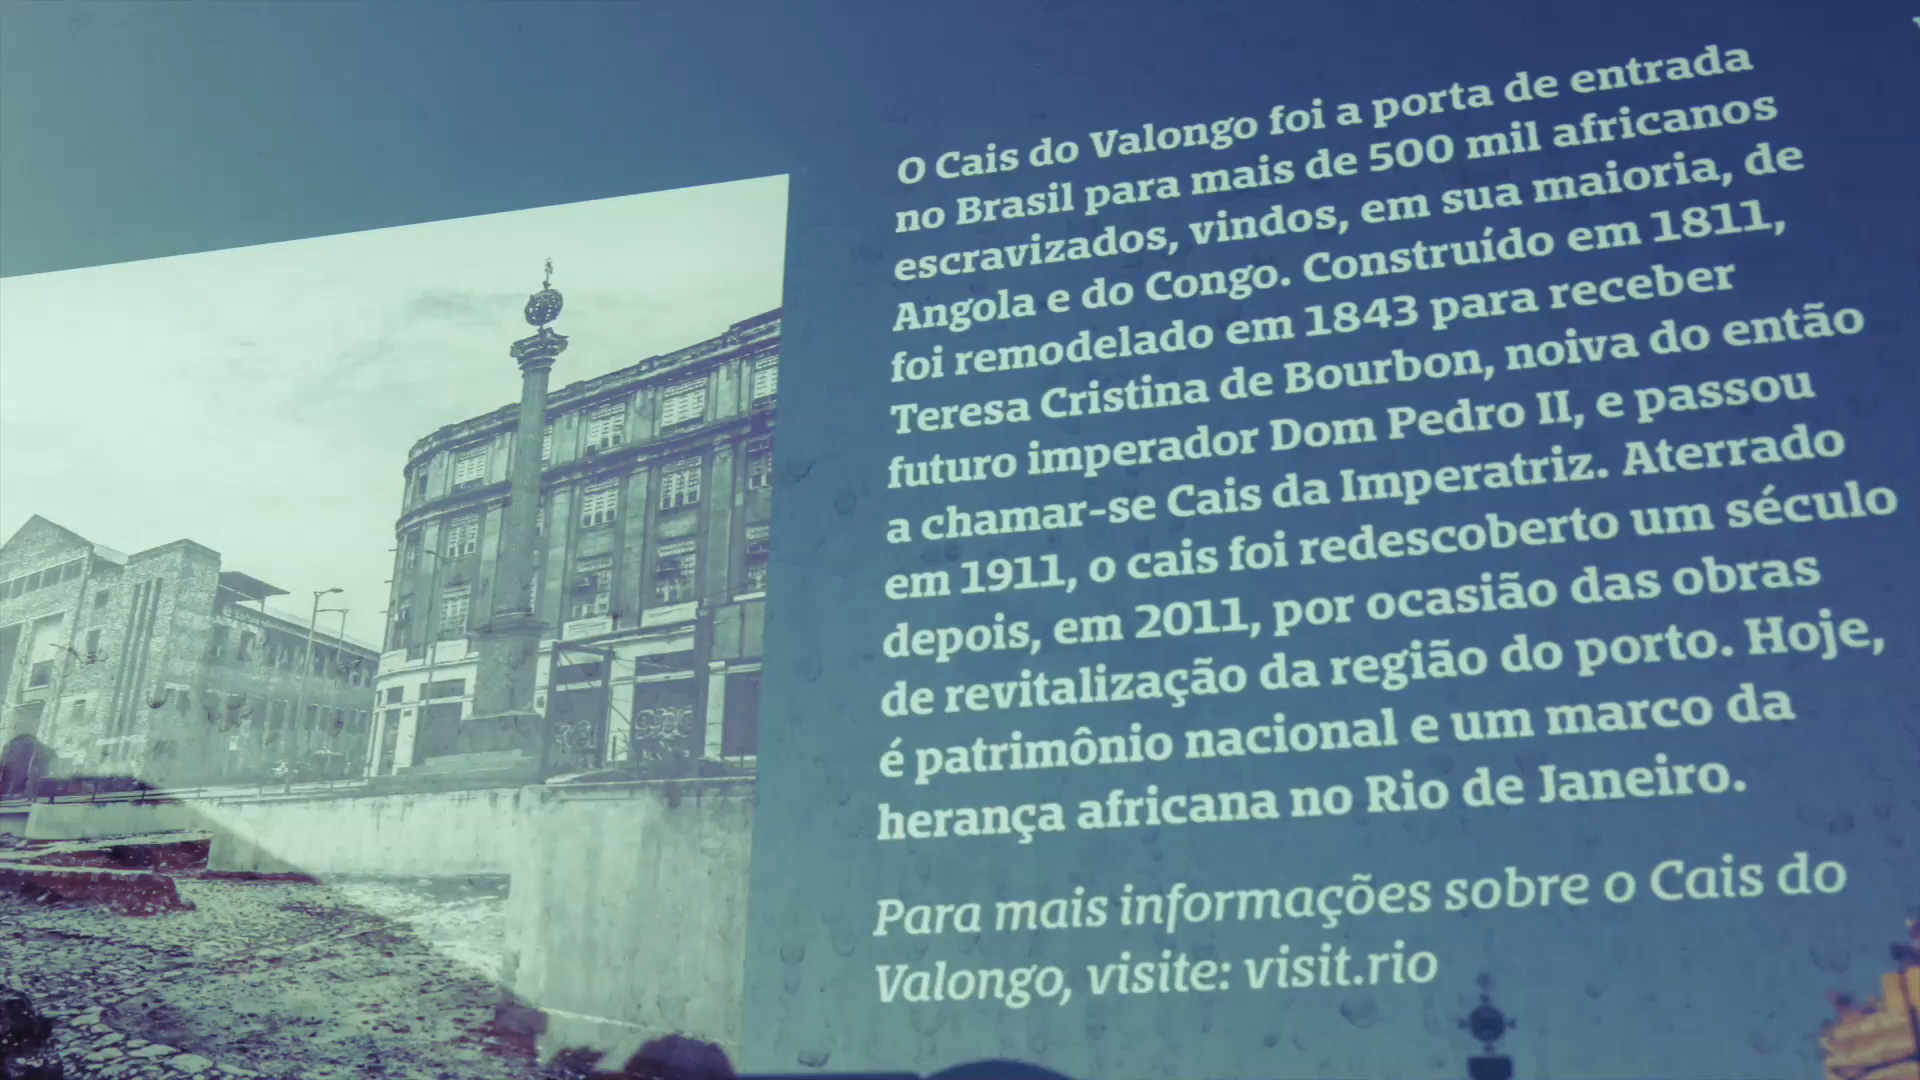 O Cais do Valongo foi a porta de entrada
no Brasil para mais de 500 mil africanos
escravizados, vindos, em sua maioria, de
Angola e do Congo. Construído em 1811,
foi remodelado em 1843 para receber
Teresa Cristina de Bourbon, noiva do então
futuro imperador Dom Pedro II, e passou
a chamar-se Cais da Imperatriz. Aterrado
em 1911, o cais foi redescoberto um século
depois, em 2011, por ocasião das obras
de revitalização da região do porto. Hoje,
é patrimônio nacional e um marco da
herança africana no Rio de Janeiro.
Para mais informações sobre o Cais do
Valongo, visite: visit.rio